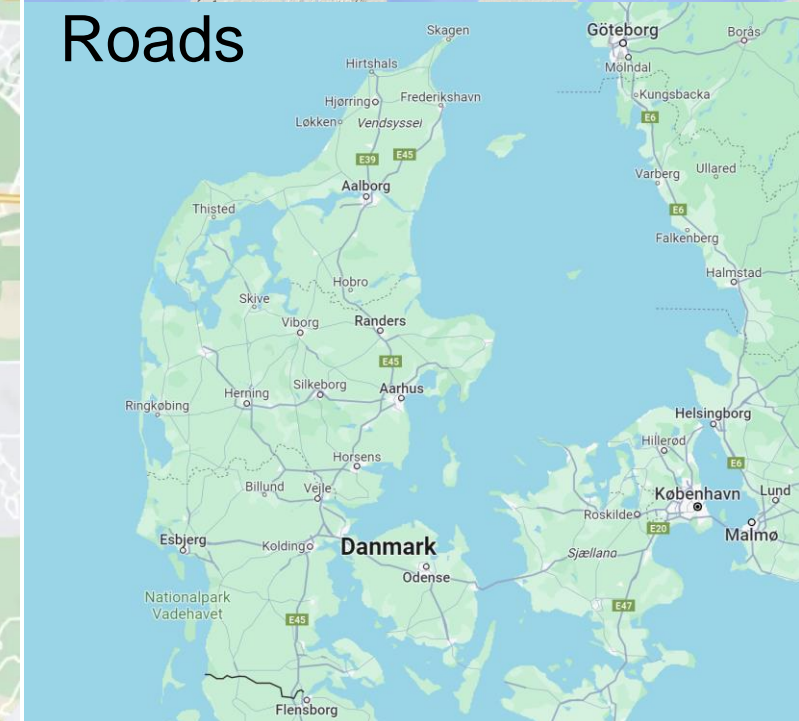 Roads
Skagen
Göteborg
Borås
Hirtshals
Mölndal
Hjørring
Frederikshavn
Kungsbacka
Løkken
Vendsyssel
E6
E39
E45
Aalborg
Varberg
Ullared
Thisted
E6
Falkenberg
Hobro
Halmstad
Skive
Viborg
Randers
E45
Herning
Silkeborg
Aarhus
Ringkøbing
Helsingborg
Hillerød
Horsens
E6
Billund
Vejle
København
Lund
Roskilde
E20
Malmø
Esbjerg
Kolding
Danmark
Sjælland
Odense
Nationalpark
Vadehavet
E45
E47
Flensborg